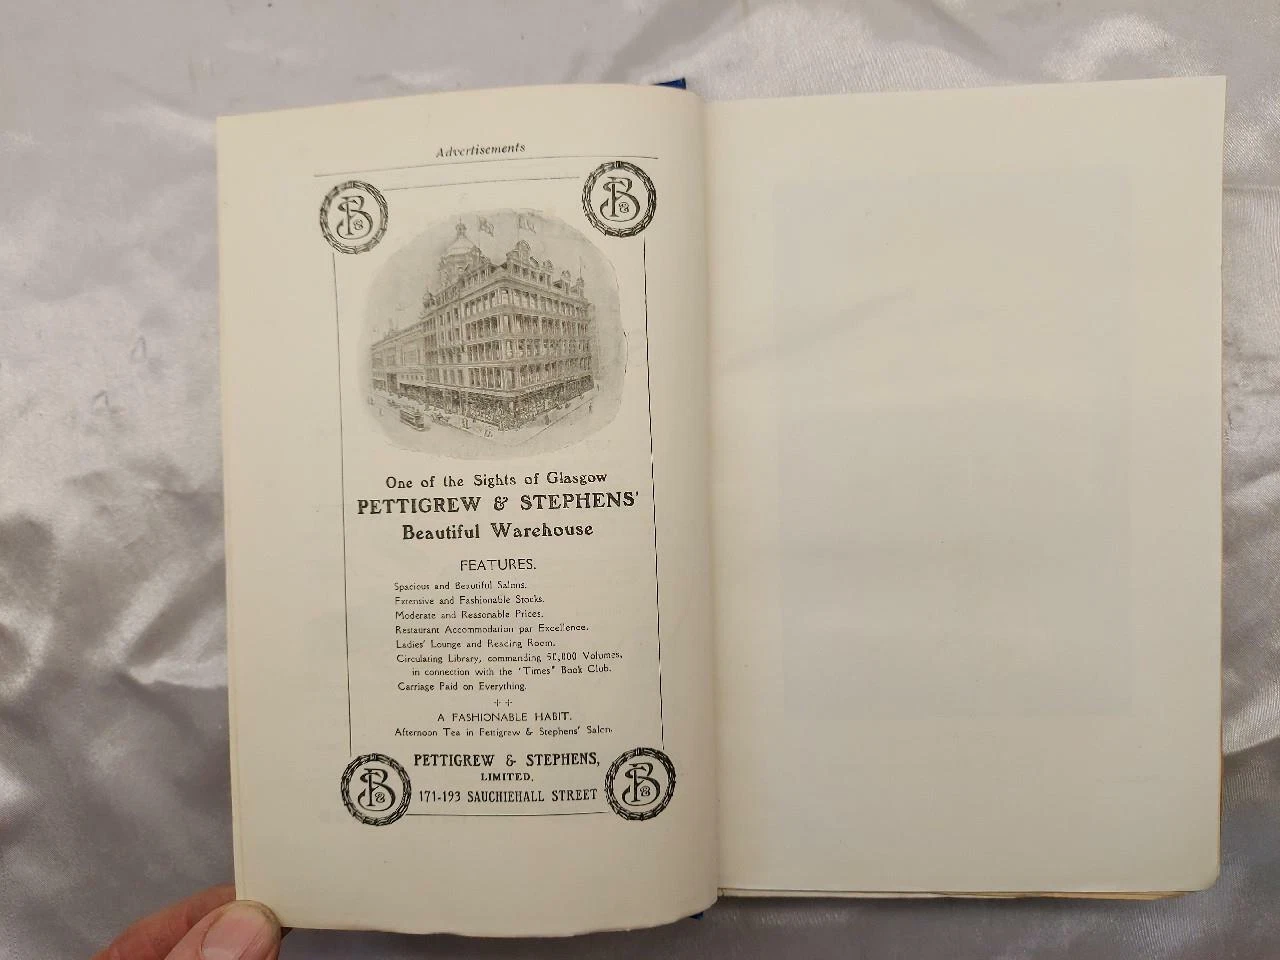 Advertisements
P&S
P&S
One of the Sights of Glasgow
PETTIGREW & STEPHENS'
Beautiful Warehouse
FEATURES.
Spacious and Beautiful Salons.
Extensive and Fashionable Stocks.
Moderate and Reasonable Prices.
Restaurant Accommodation par Excellence.
Ladies' Lounge and Reading Room.
Circulating Library, commanding 50,000 Volumes,
in connection with the "Times" Book Club.
Carriage Paid on Everything.
A FASHIONABLE HABIT.
Afternoon Tea in Pettigrew & Stephens' Salon.
PETTIGREW & STEPHENS,
LIMITED,
171-193 SAUCHIEHALL STREET
P&S
P&S